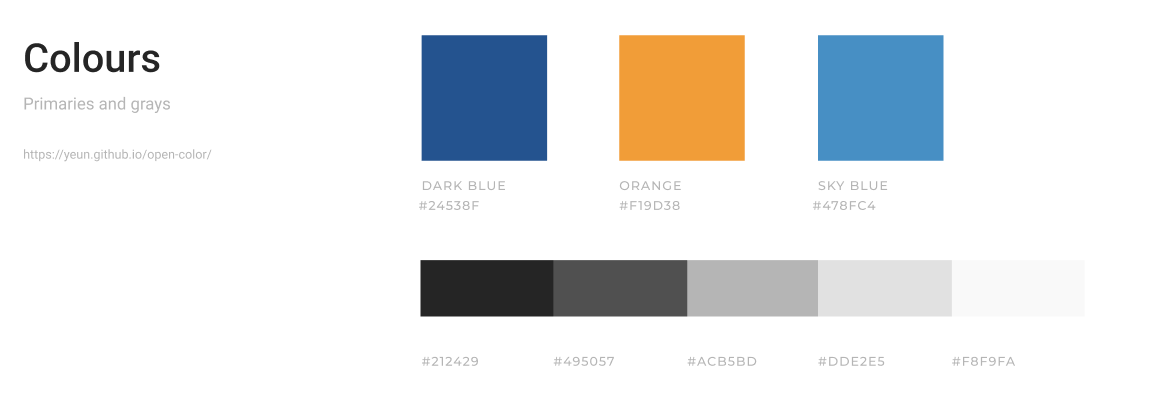 Colours
Primaries and grays
https://yeun.github.io/open-color/
DARK BLUE
#24538F
ORANGE
#F19D38
SKY BLUE
#478FC4
#212429
#495057
#ACB5BD
#DDE2E5
#F8F9FA